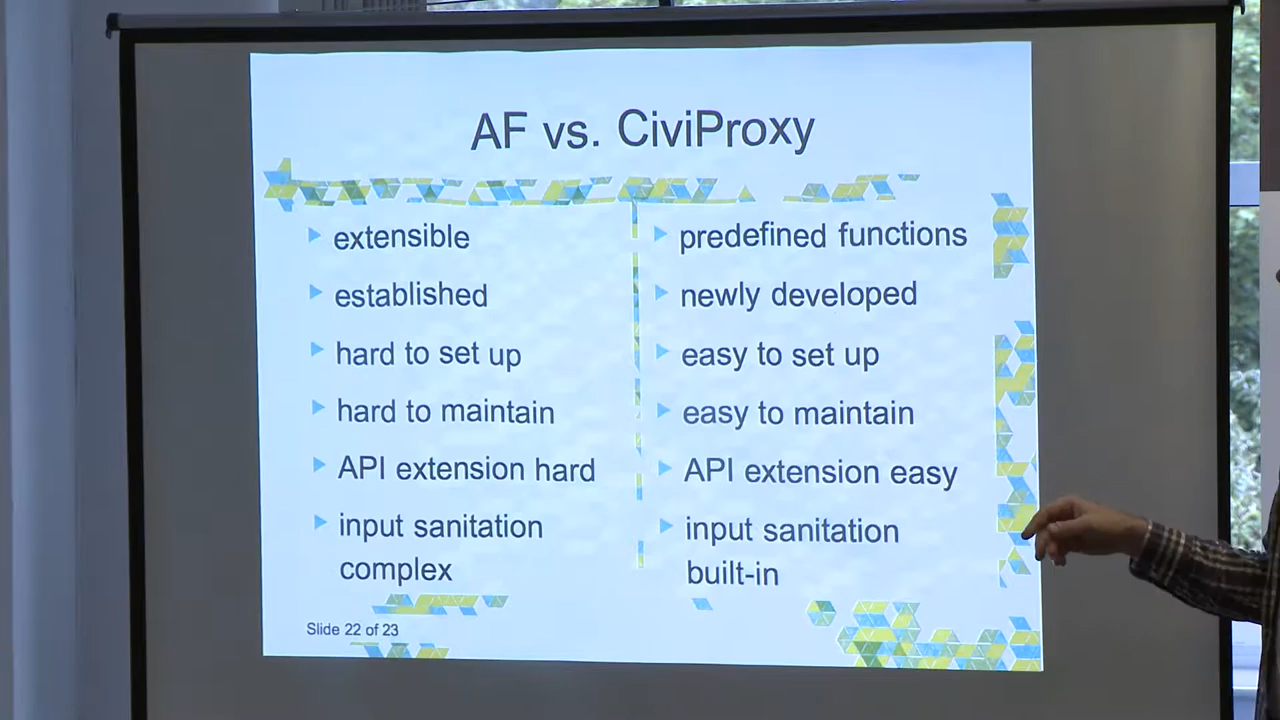 AF vs. CiviProxy
extensible
established
hard to set up
hard to maintain
API extension hard
input sanitation
complex
predefined functions
newly developed
easy to set up
easy to maintain
API extension easy
input sanitation
built-in
Slide 22 of 23